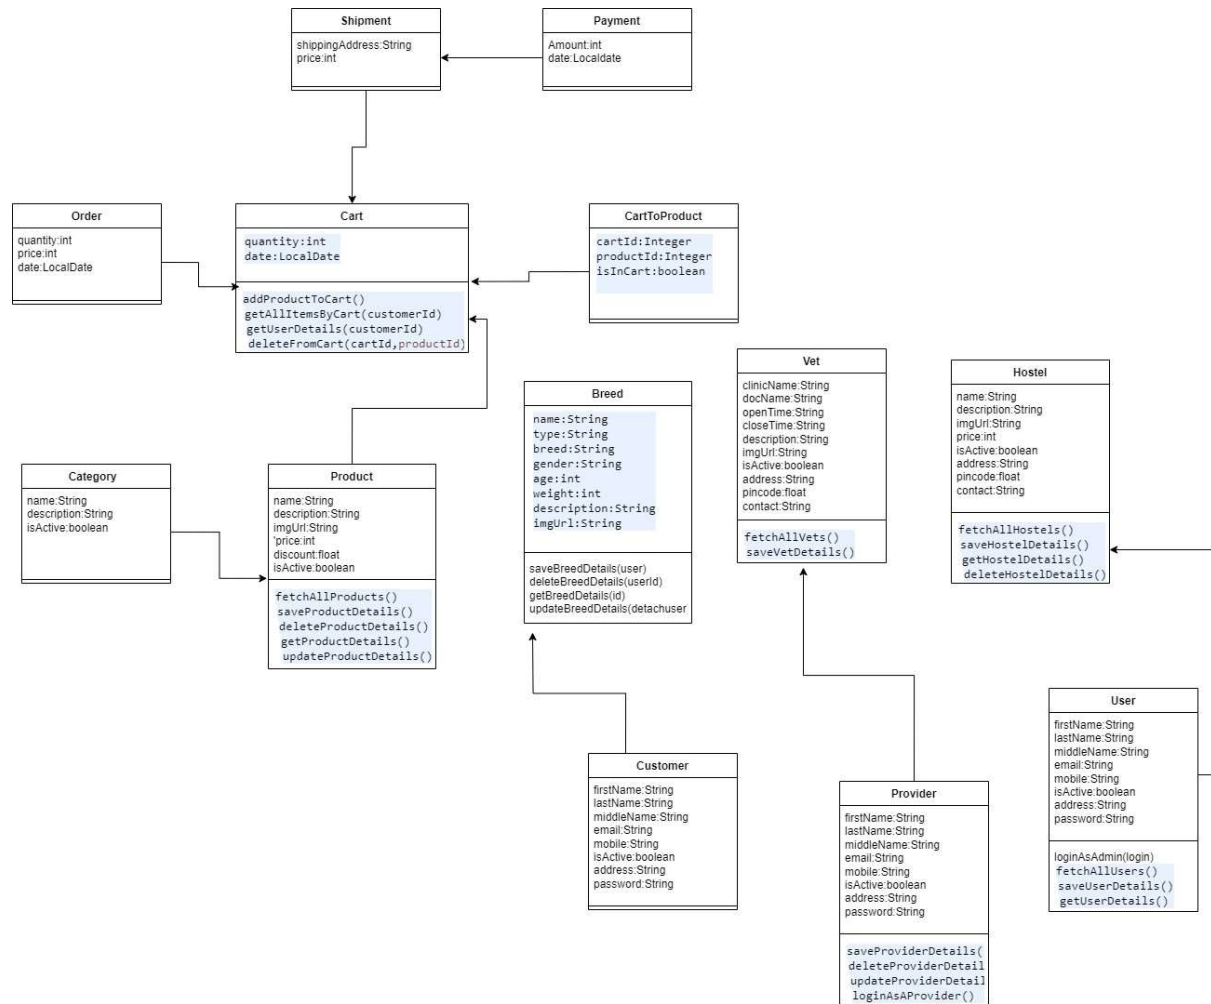 Shipment
shippingAddress:String
price:int
Payment
Amount:int
date:Localdate
Order
quantity:int
price:int
date:LocalDate
Cart
quantity:int
date:LocalDate
addProductToCart()
getAllItemsByCart(customerId)
getUserDetails(customerId)
deleteFromCart(cartId,productId)
CartToProduct
cartId:Integer
productId:Integer
isInCart:boolean
Category
name:String
description:String
isActive:boolean
Product
name:String
description:String
imgUrl:String
'price:int
discount:float
isActive:boolean
fetchAllProducts()
saveProductDetails()
deleteProductDetails()
getProductDetails()
updateProductDetails()
Breed
name:String
type:String
breed:String
gender:String
age:int
weight:int
description:String
imgUrl:String
saveBreedDetails(user)
deleteBreedDetails(userId)
getBreedDetails(id)
updateBreedDetails(detachuser
Vet
clinicName:String
docName:String
openTime:String
closeTime:String
description:String
imgUrl:String
isActive:boolean
address:String
pincode:float
contact:String
fetchAllVets()
saveVetDetails()
Hostel
name:String
description:String
imgUrl:String
price:int
isActive:boolean
address:String
pincode:float
contact:String
fetchAllHostels()
saveHostelDetails()
getHostelDetails()
deleteHostelDetails()
Customer
firstName:String
lastName:String
middleName:String
email:String
mobile:String
isActive:boolean
address:String
password:String
Provider
firstName:String
lastName:String
middleName:String
email:String
mobile:String
isActive:boolean
address:String
password:String
saveProviderDetails(
deleteProviderDetail
updateProviderDetail
loginAsAProvider()
User
firstName:String
lastName:String
middleName:String
email:String
mobile:String
isActive:boolean
address:String
password:String
loginAsAdmin(login)
fetchAllUsers()
saveUserDetails()
getUserDetails()